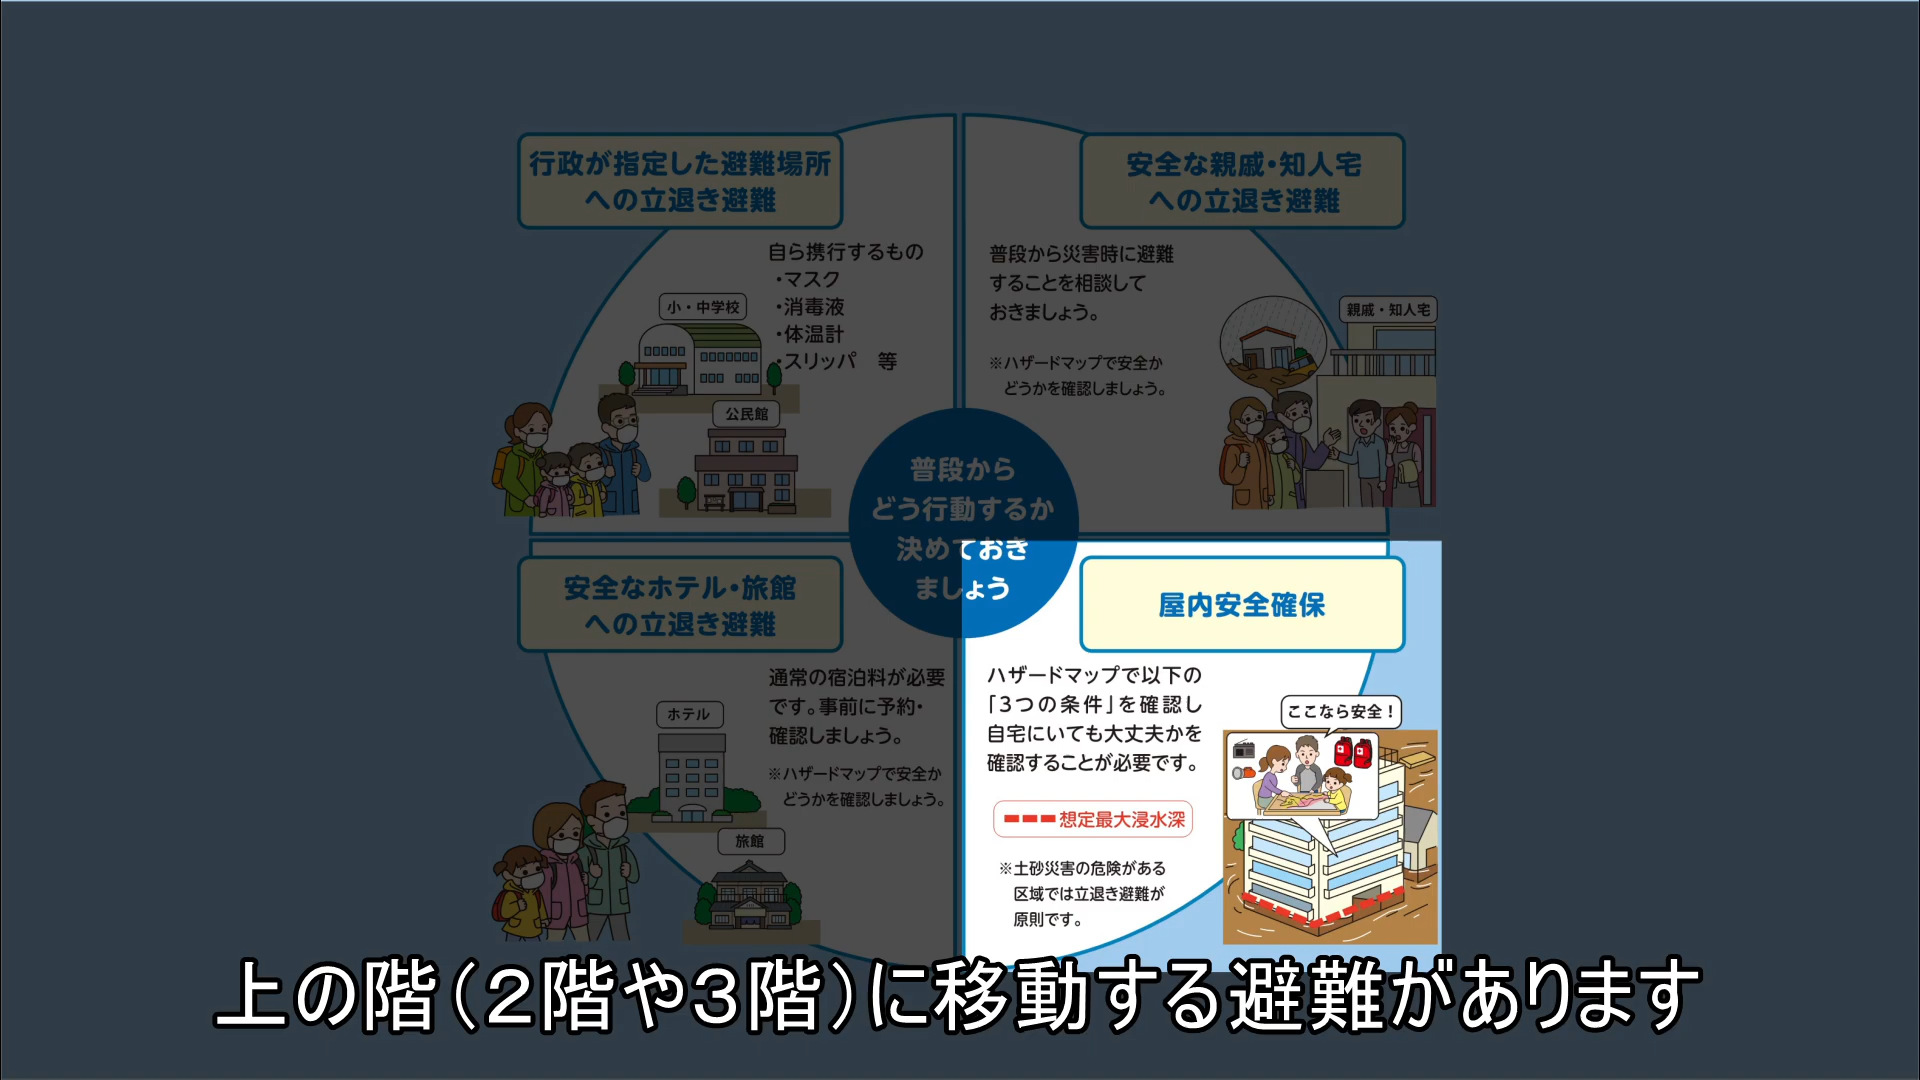 行政が指定した避難場所
への立退き避難
自ら携行するもの
・マスク
・消毒液
・体温計
・スリッパ　等
小・中学校
公民館
安全な親戚・知人宅
への立退き避難
普段から災害時に避難
することを相談して
おきましょう。
※ハザードマップで安全か
どうかを確認しましょう。
親戚・知人宅
普段から
どう行動するか
決めておき
ましょう
安全なホテル・旅館
への立退き避難
通常の宿泊料が必要
です。事前に予約・
確認しましょう。
※ハザードマップで安全か
どうかを確認しましょう。
ホテル
旅館
屋内安全確保
ハザードマップで以下の
「3つの条件」を確認し
自宅にいても大丈夫かを
確認することが必要です。
想定最大浸水深
※土砂災害の危険がある
区域では立退き避難が
原則です。
ここなら安全！
上の階（２階や３階）に移動する避難があります